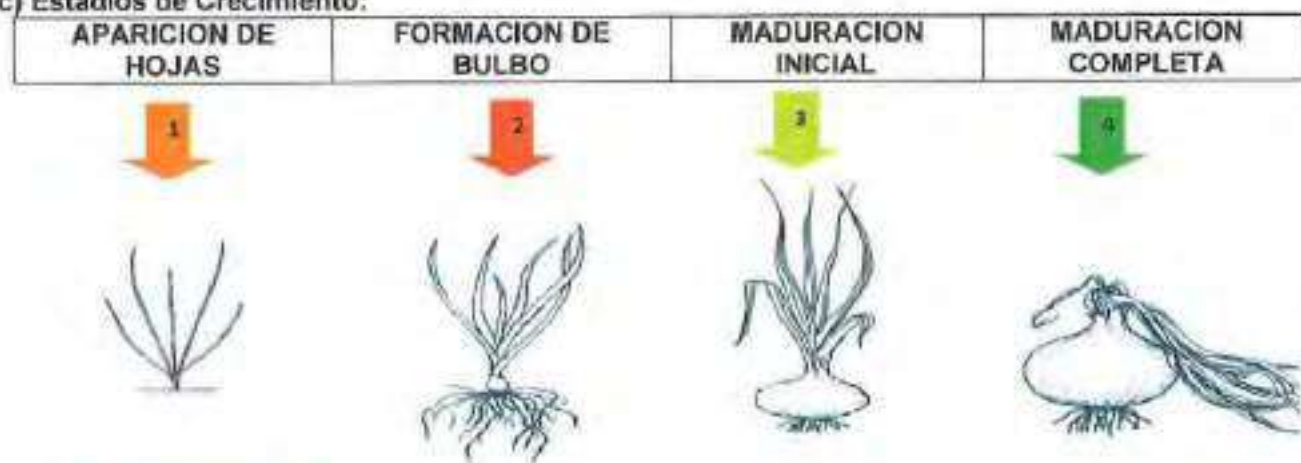 c) Estadios de Crecimiento:
APARICION DE HOJAS
FORMACION DE BULBO
MADURACION INICIAL
MADURACION COMPLETA
1
2
3
4